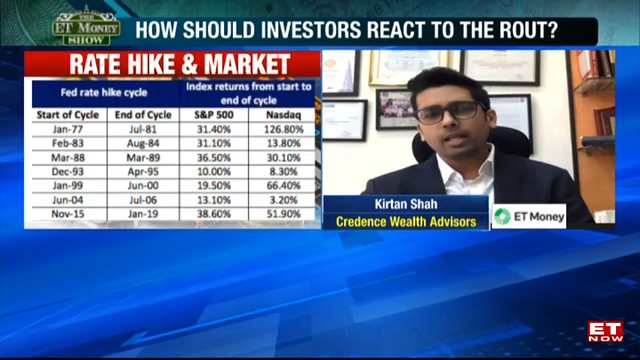 THE
ET MONEY
SHOW
HOW SHOULD INVESTORS REACT TO THE ROUT?
RATE HIKE & MARKET
Fed rate hike cycle
Index returns from start to
end of cycle
Start of Cycle End of Cycle S&P 500 Nasdaq
Jan-77 Jul-81 31.40% 126.80%
Feb-83 Aug-84 31.10% 13.80%
Mar-88 Mar-89 36.50% 30.10%
Dec-93 Apr-95 10.00% 8.30%
Jan-99 Jun-00 19.50% 66.40%
Jun-04 Jul-06 13.10% 3.20%
Nov-15 Jan-19 38.60% 51.90%
Kirtan Shah
Credence Wealth Advisors
ET Money
ET
NOW